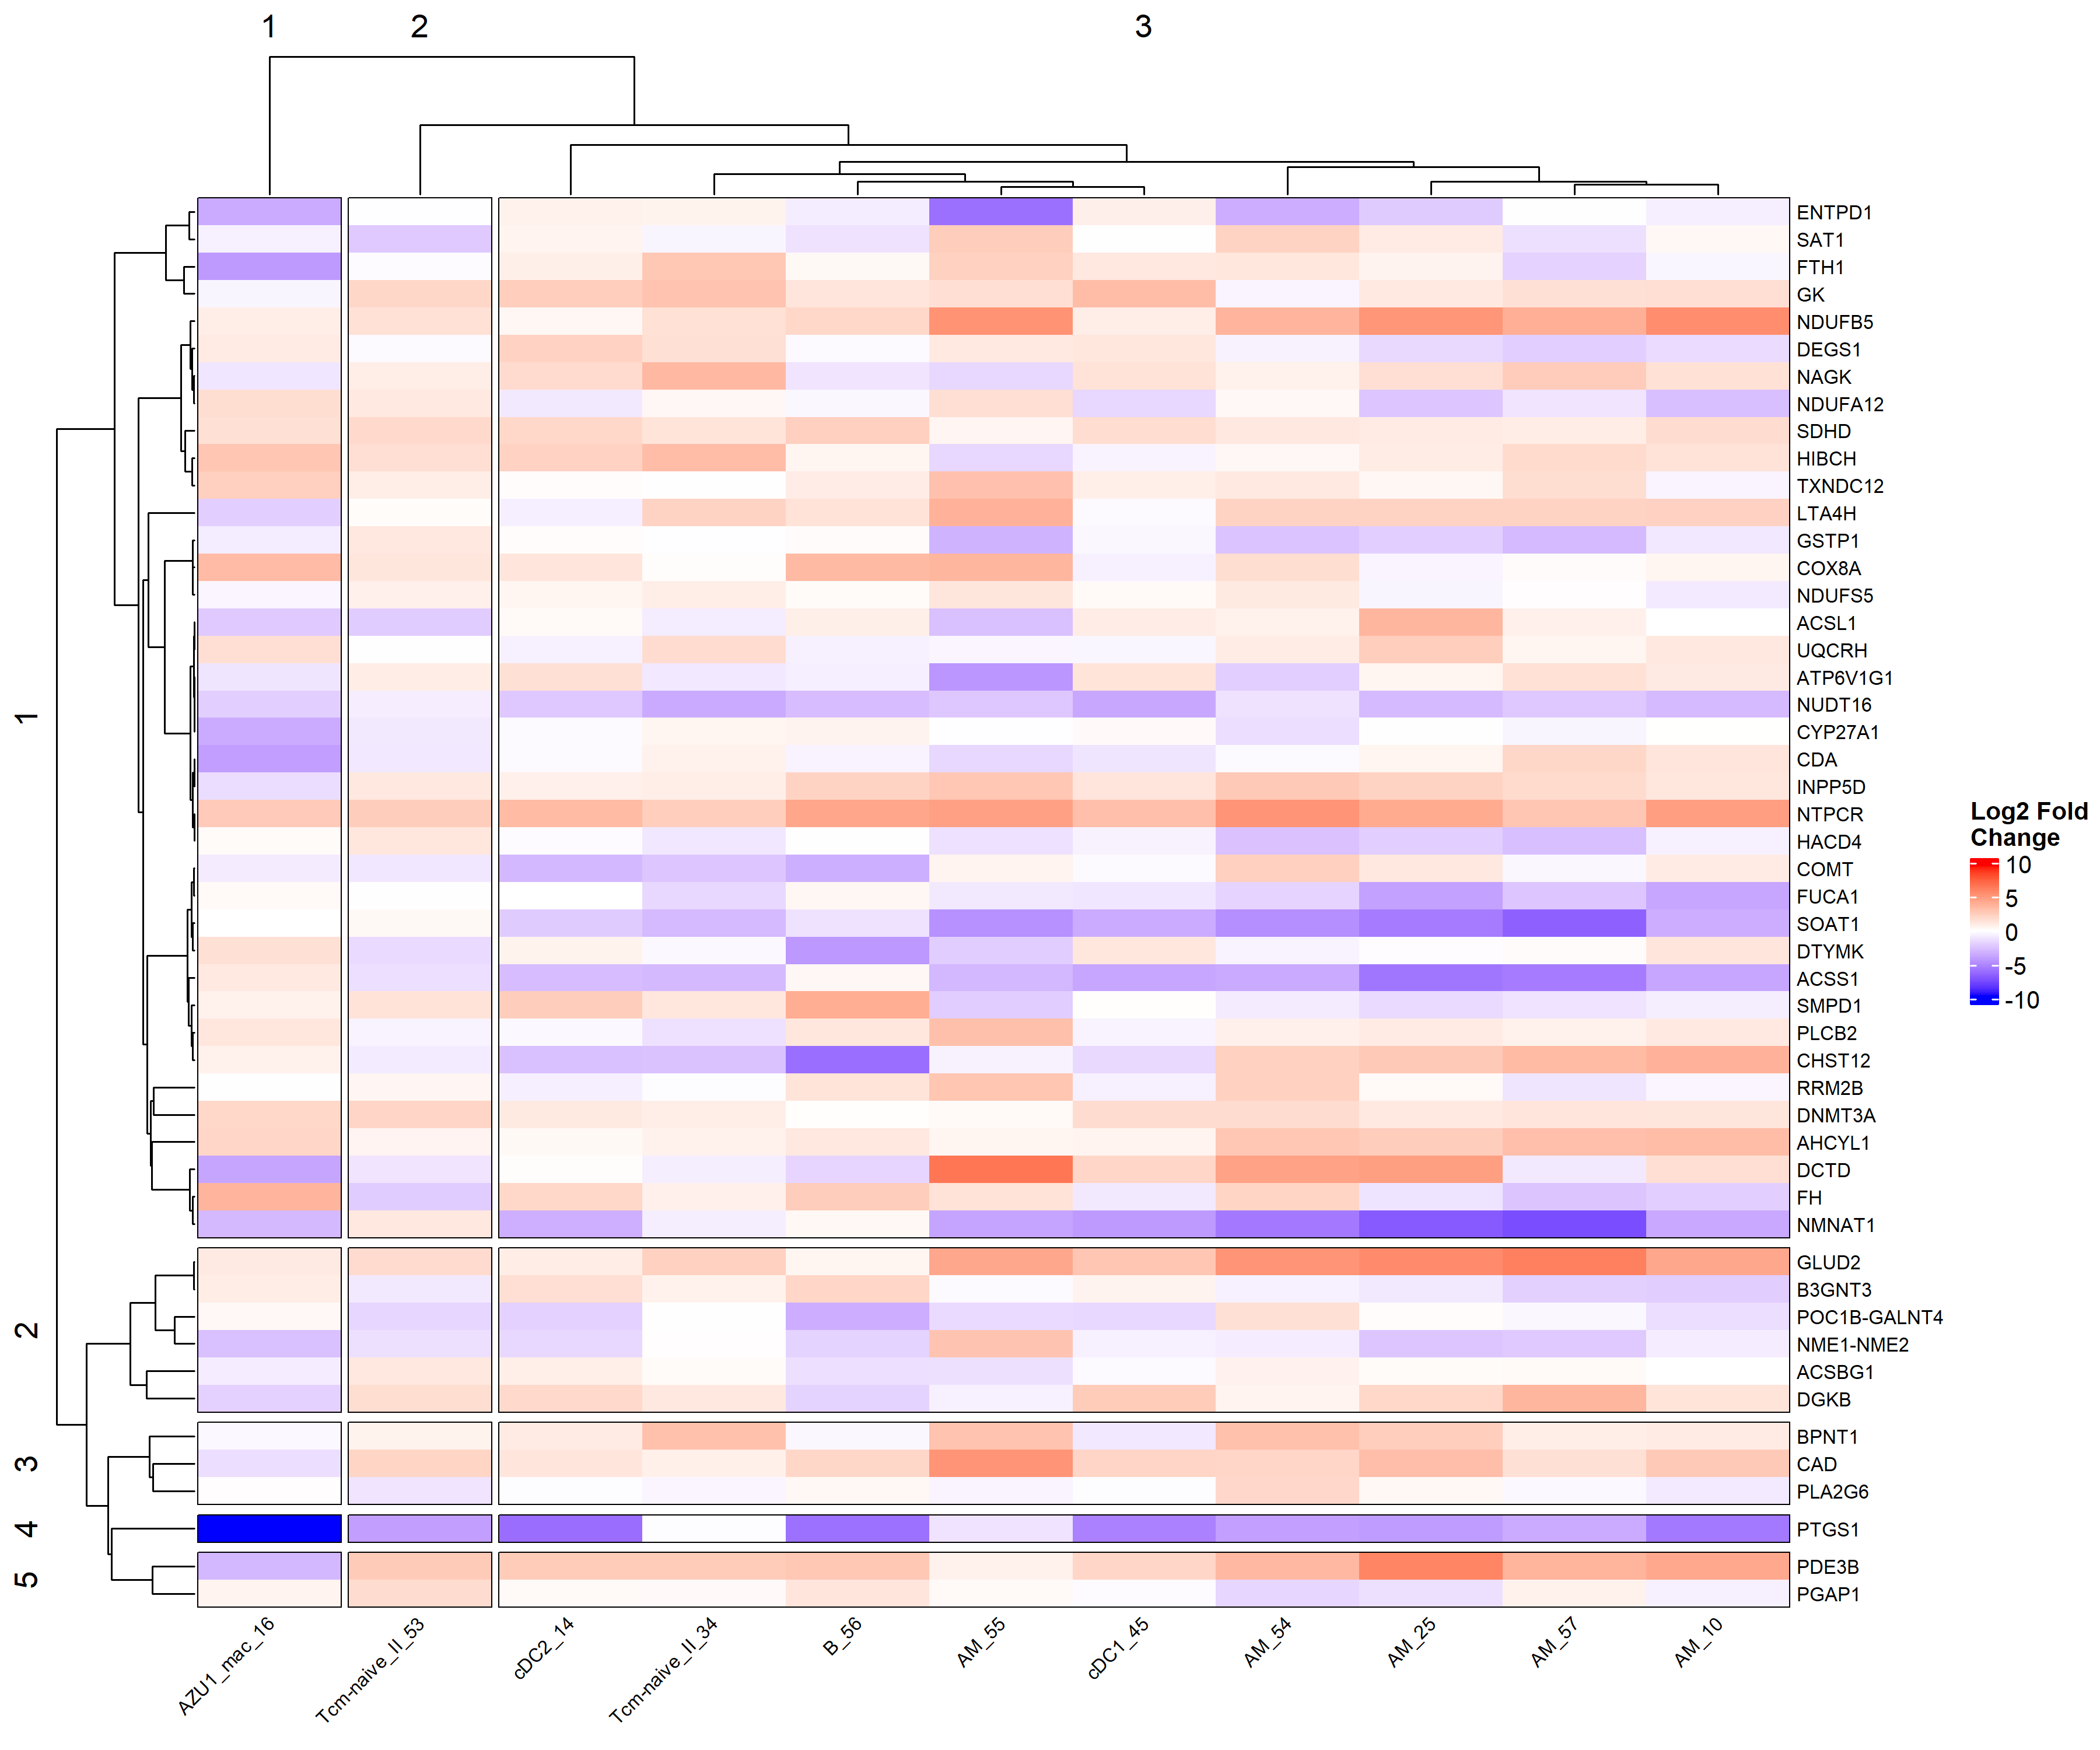 1 2 3
ENTPD1
SAT1
FTH1
GK
NDUFB5
DEGS1
NAGK
NDUFA12
SDHD
HIBCH
TXNDC12
LTA4H
GSTP1
COX8A
NDUFS5
ACSL1
UQCRH
ATP6V1G1
NUDT16
CYP27A1
CDA
INPP5D
NTPCR
HACD4
COMT
FUCA1
SOAT1
DTYMK
ACSS1
SMPD1
PLCB2
CHST12
RRM2B
DNMT3A
AHCYL1
DCTD
FH
NMNAT1
GLUD2
B3GNT3
POC1B-GALNT4
NME1-NME2
ACSBG1
DGKB
BPNT1
CAD
PLA2G6
PTGS1
PDE3B
PGAP1
1
2
3
4
5
AZU1_mac_16
Tcm-naive_II_53
cDC2_14
Tcm-naive_II_34
B_56
AM_55
cDC1_45
AM_54
AM_25
AM_57
AM_10
Log2 Fold
Change
10
5
0
-5
-10